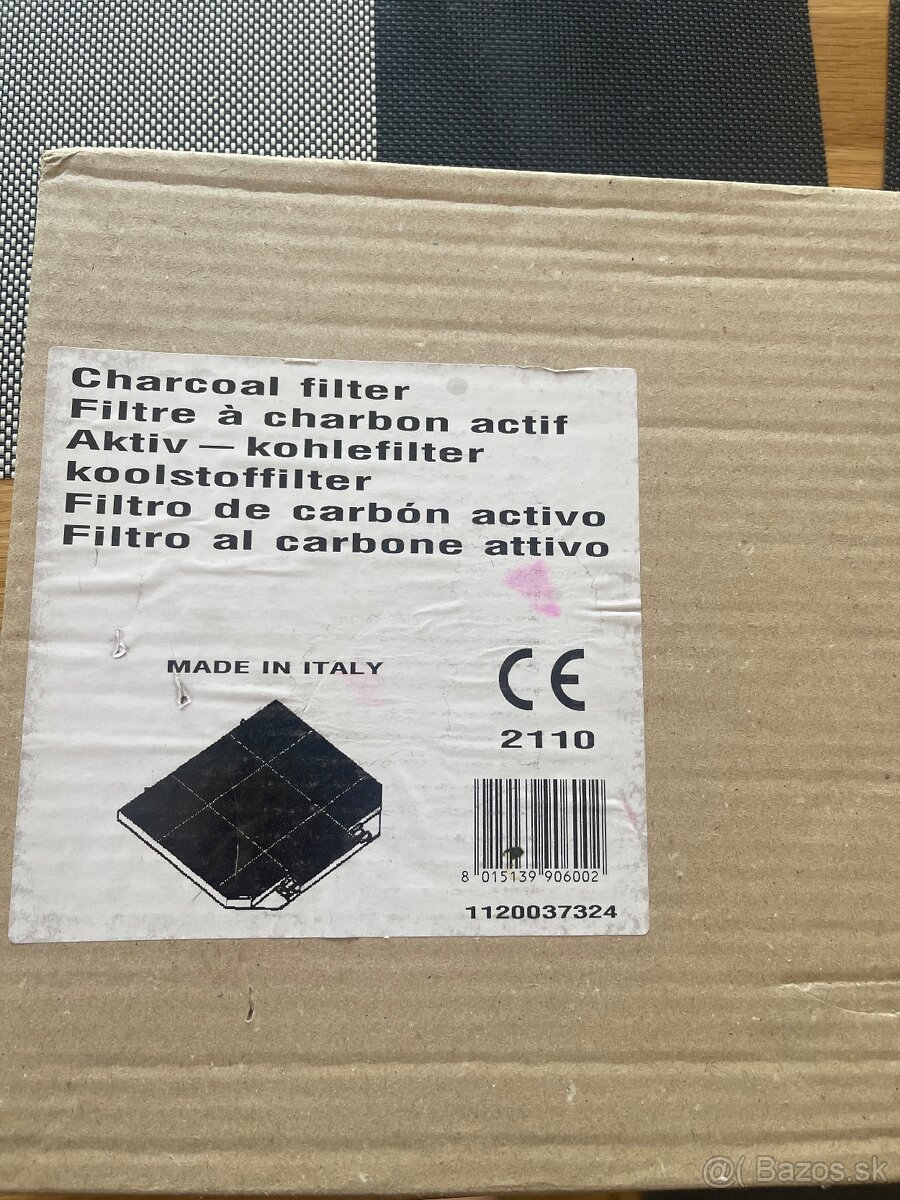 Charcoal filter
Filtre à charbon actif
Aktiv – kohlefilter
koolstoffilter
Filtro de carbón activo
Filtro al carbone attivo
MADE IN ITALY
CE
2110
8 015139 906002
1120037324
@( Bazos.sk